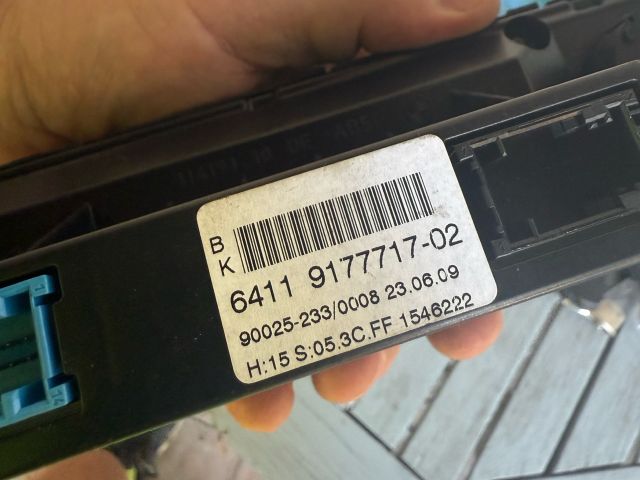 B
K
6411 9177717-02
90025-233/0008 23.06.09
H:15 S:05.3C.FF 1546222